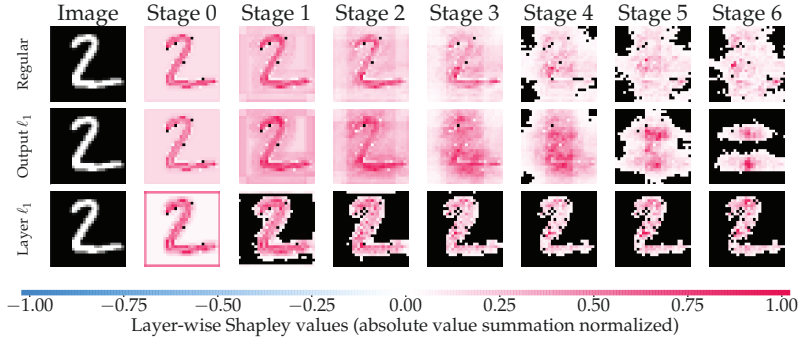 Image Stage 0 Stage 1 Stage 2 Stage 3 Stage 4 Stage 5 Stage 6
Regular
Output ℓ₁
Layer ℓ₁
−1.00 −0.75 −0.50 −0.25 0.00 0.25 0.50 0.75 1.00
Layer-wise Shapley values (absolute value summation normalized)